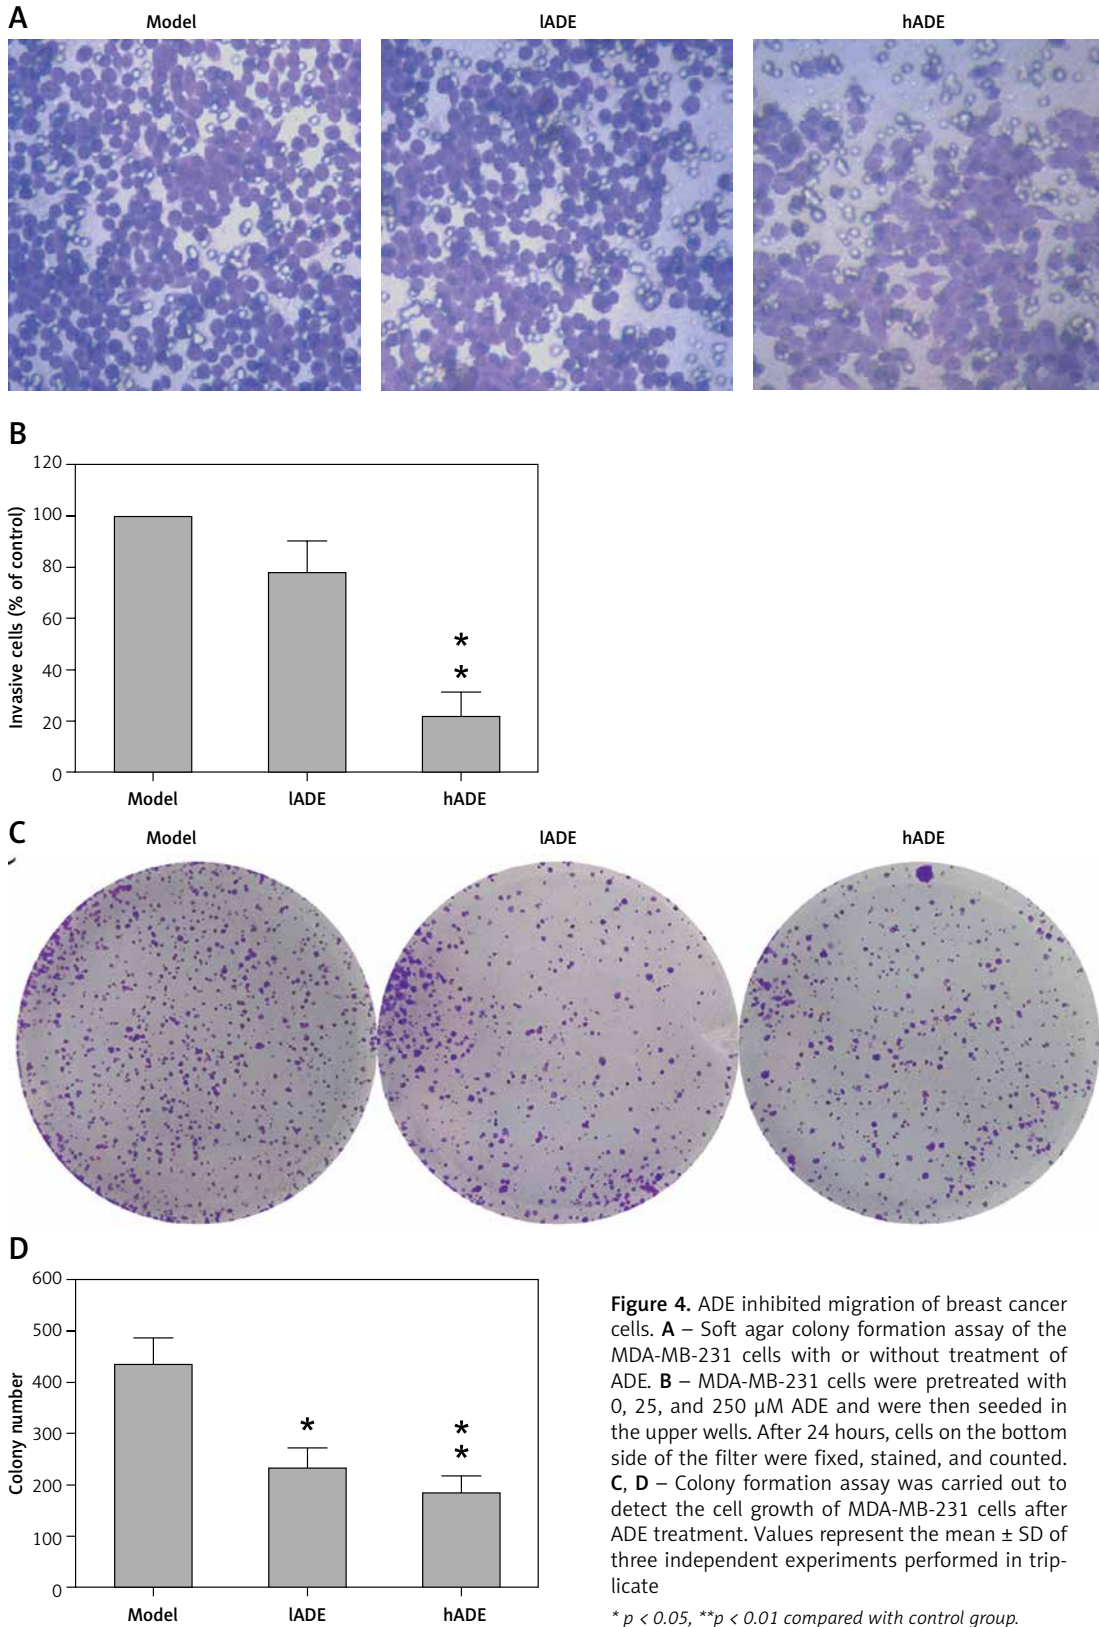 A
Model
lADE
hADE
B
Invasive cells (% of control)
120
100
80
60
40
20
0
*
*
Model
lADE
hADE
C
Model
lADE
hADE
D
Colony number
600
500
400
300
200
100
0
*
*
*
Model
lADE
hADE
Figure 4. ADE inhibited migration of breast cancer
cells. A – Soft agar colony formation assay of the
MDA-MB-231 cells with or without treatment of
ADE. B – MDA-MB-231 cells were pretreated with
0, 25, and 250 μM ADE and were then seeded in
the upper wells. After 24 hours, cells on the bottom
side of the filter were fixed, stained, and counted.
C, D – Colony formation assay was carried out to
detect the cell growth of MDA-MB-231 cells after
ADE treatment. Values represent the mean ± SD of
three independent experiments performed in trip-
licate
* p < 0.05, **p < 0.01 compared with control group.